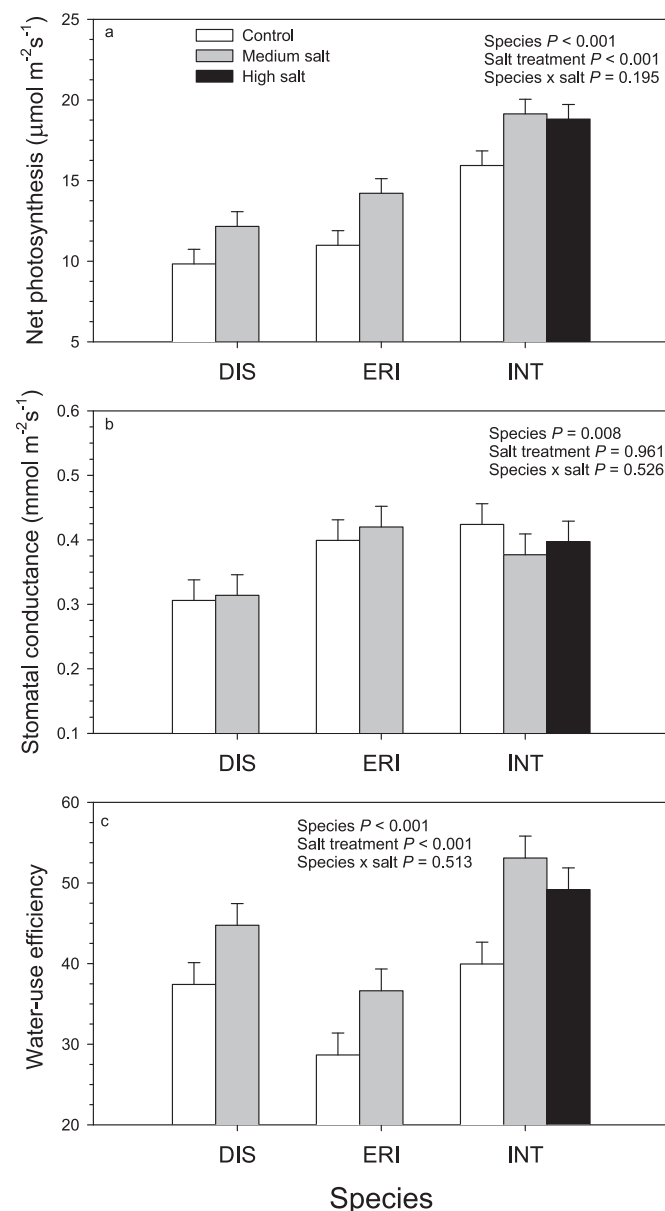 a
Control
Medium salt
High salt
Species P < 0.001
Salt treatment P < 0.001
Species x salt P = 0.195
Net photosynthesis (μmol m⁻²s⁻¹)
25
20
15
10
5
DIS ERI INT
b
Species P = 0.008
Salt treatment P = 0.961
Species x salt P = 0.526
Stomatal conductance (mmol m⁻²s⁻¹)
0.6
0.5
0.4
0.3
0.2
0.1
DIS ERI INT
c
Species P < 0.001
Salt treatment P < 0.001
Species x salt P = 0.513
Water-use efficiency
60
50
40
30
20
DIS ERI INT
Species